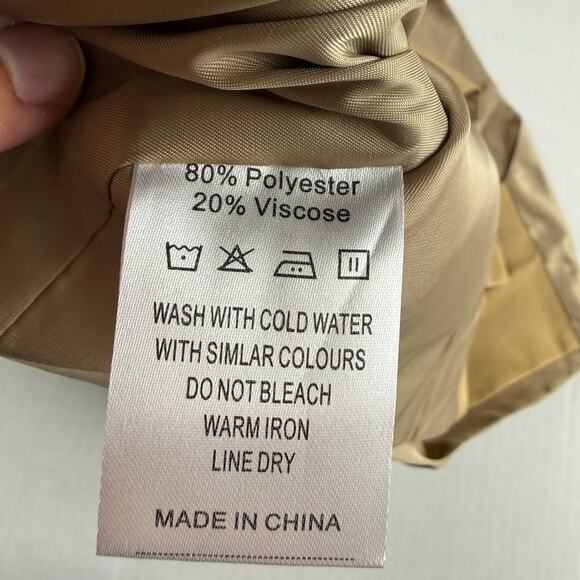 80% Polyester
20% Viscose
WASH WITH COLD WATER
WITH SIMLAR COLOURS
DO NOT BLEACH
WARM IRON
LINE DRY
MADE IN CHINA